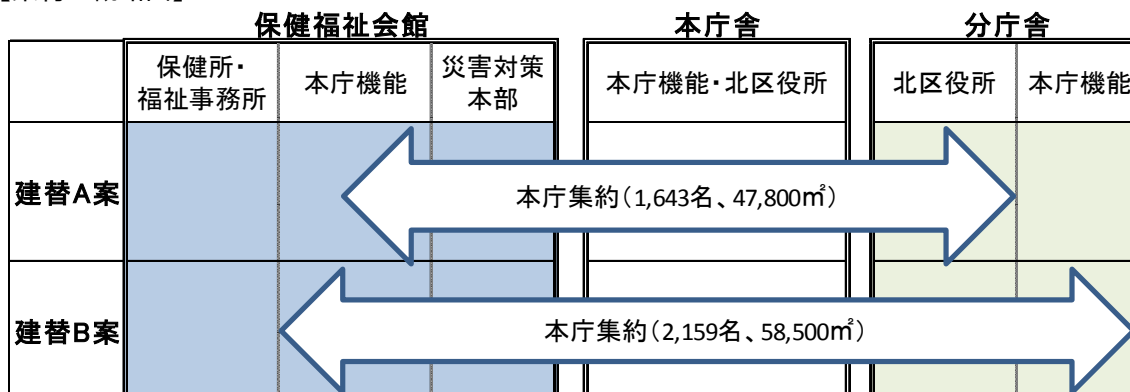 保健福祉会館 本庁舎 分庁舎
保健所・
福祉事務所
本庁機能
災害対策
本部
本庁機能・北区役所
北区役所
本庁機能
建替A案
本庁集約(1,643名、47,800㎡)
建替B案
本庁集約(2,159名、58,500㎡)